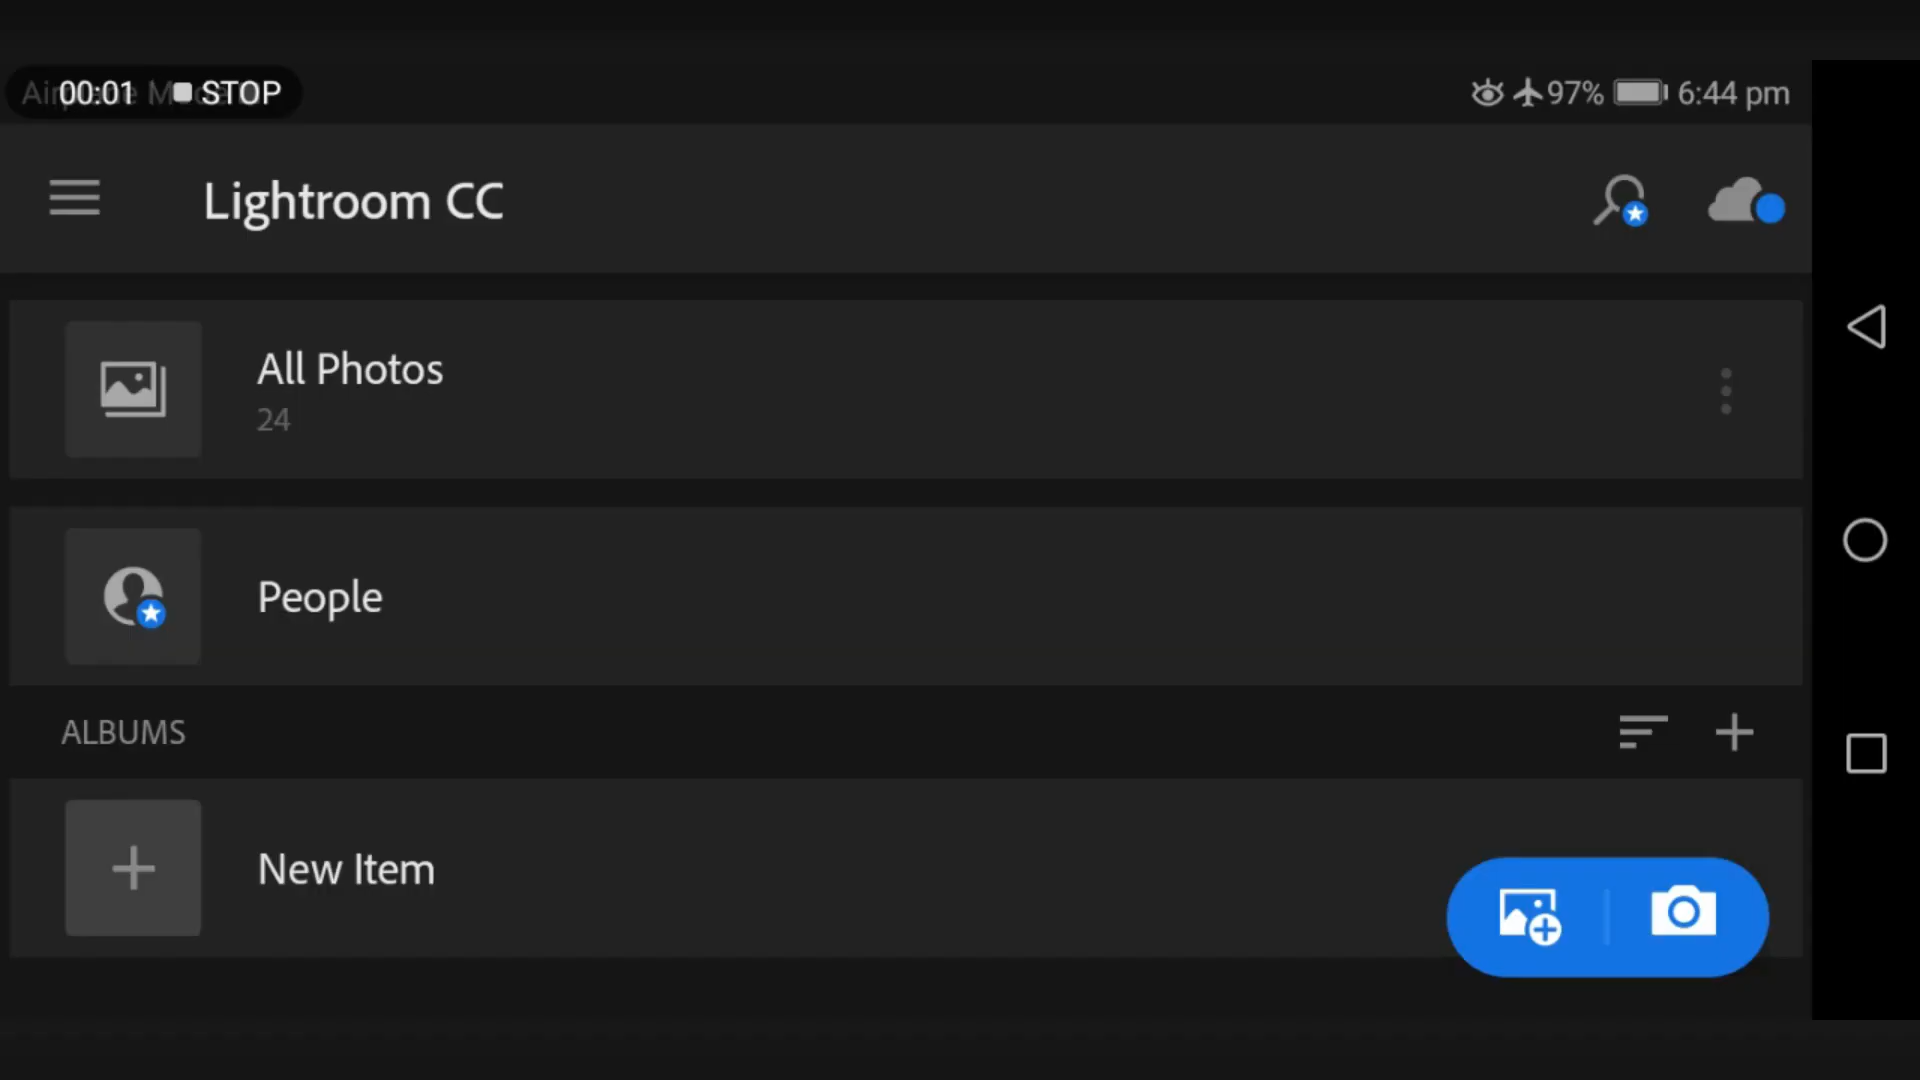 00:01 STOP
97% 6:44 pm
Lightroom CC
All Photos
24
People
ALBUMS
New Item